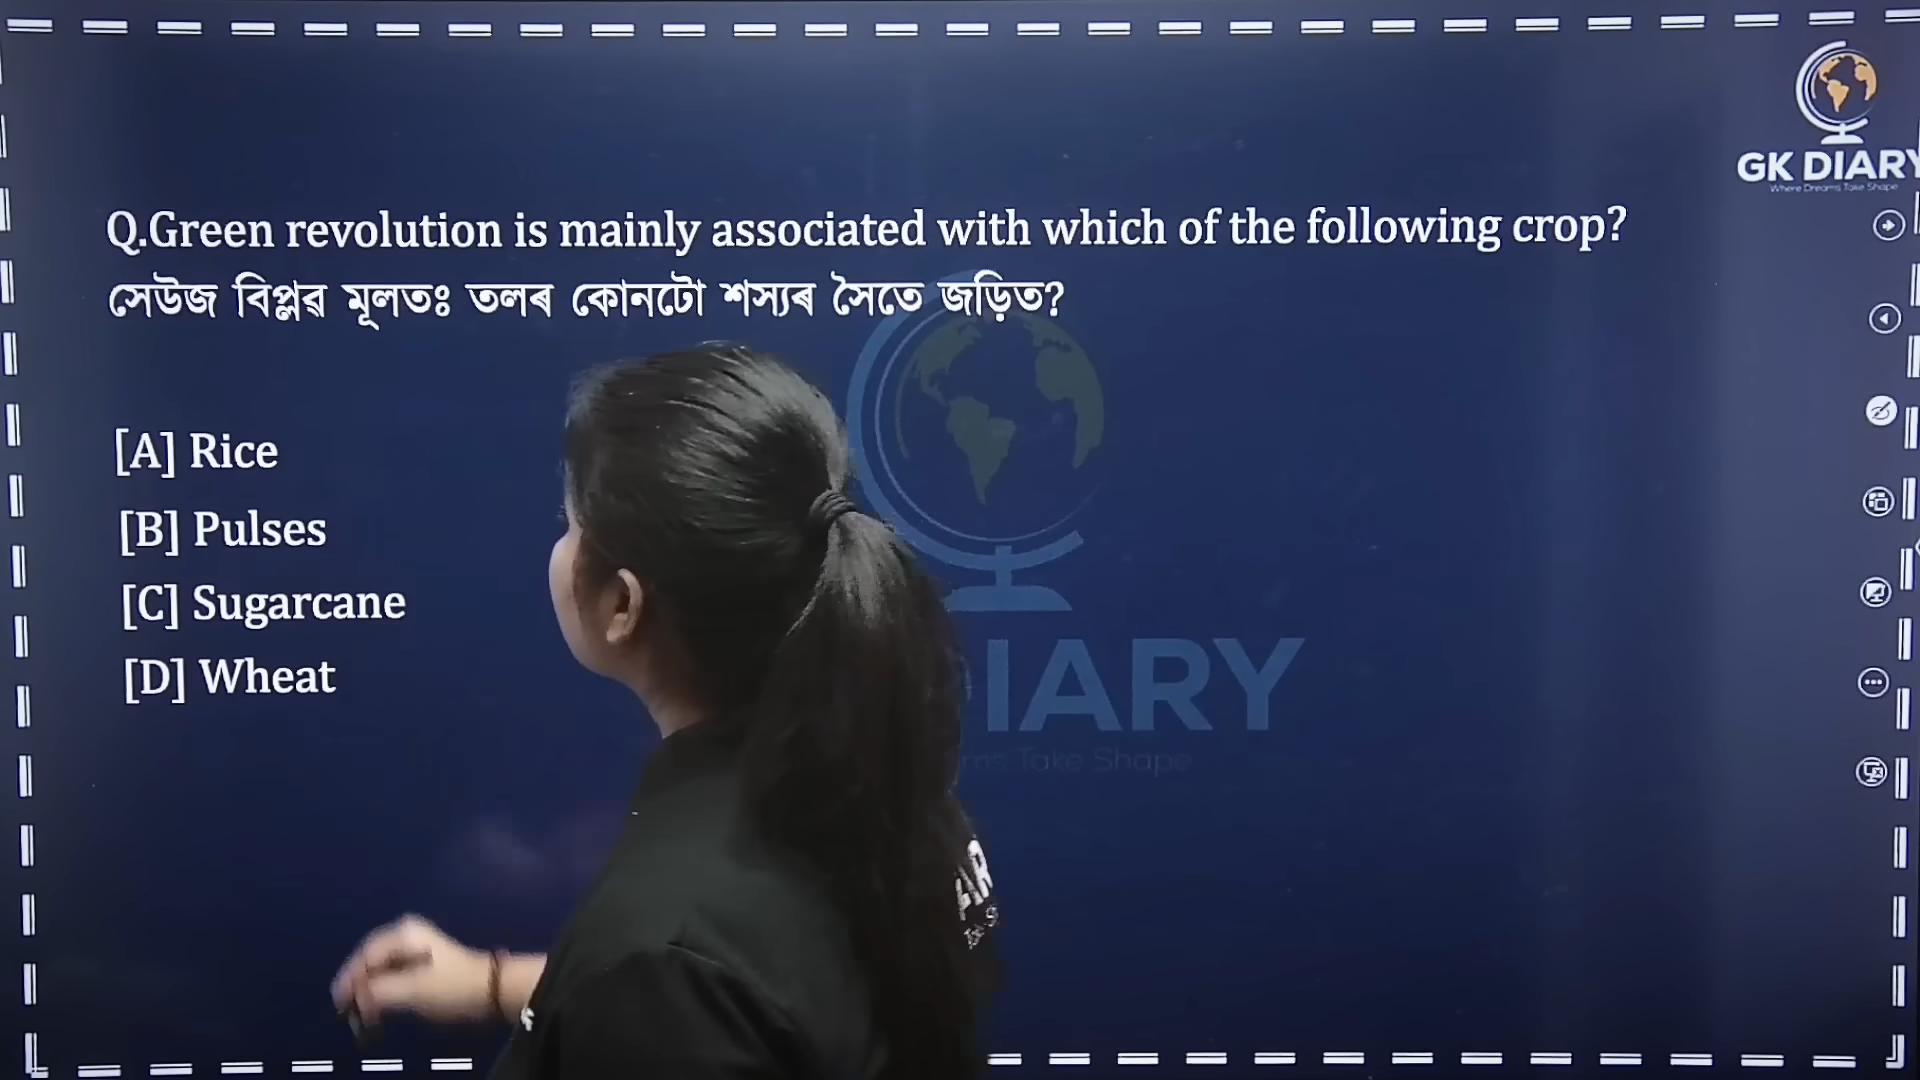 GK DIARY
Where Dreams Take Shape
Q.Green revolution is mainly associated with which of the following crop?
সেউজ বিপ্লৱ মূলতঃ তলৰ কোনটো শস্যৰ সৈতে জড়িত?
[A] Rice
[B] Pulses
[C] Sugarcane
[D] Wheat
DIARY
Take Shape